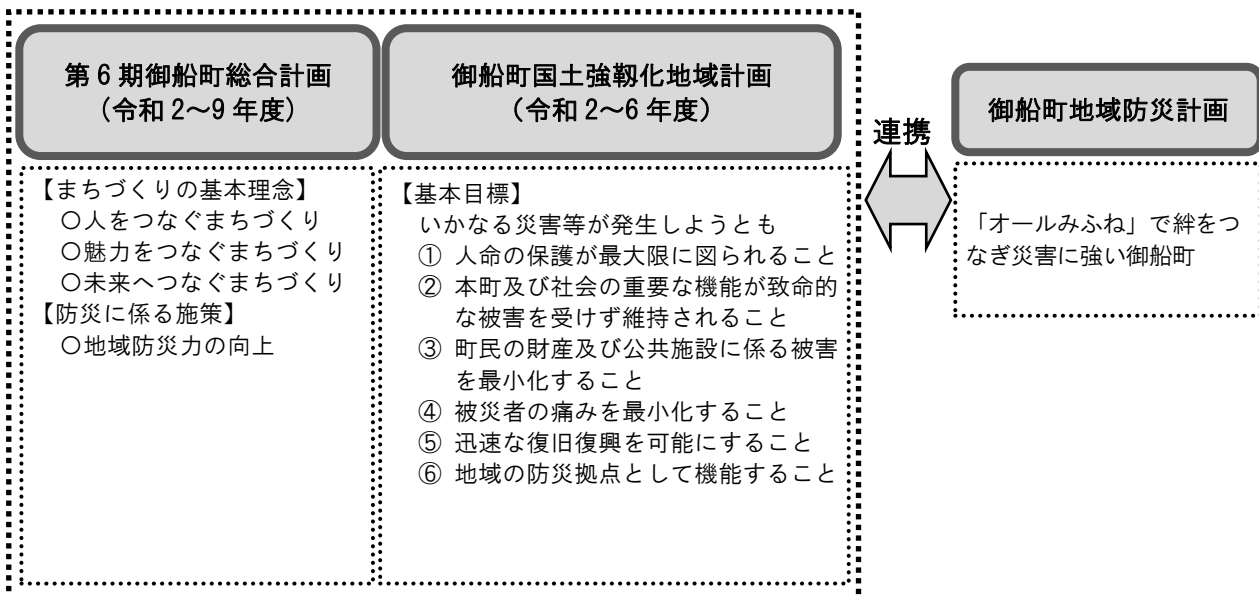 第6期御船町総合計画
(令和2～9年度)
【まちづくりの基本理念】
〇人をつなぐまちづくり
〇魅力をつなぐまちづくり
〇未来へつなぐまちづくり
【防災に係る施策】
〇地域防災力の向上
御船町国土強靱化地域計画
(令和2～6年度)
【基本目標】
いかなる災害等が発生しようとも
① 人命の保護が最大限に図られること
② 本町及び社会の重要な機能が致命的
な被害を受けず維持されること
③ 町民の財産及び公共施設に係る被害
を最小化すること
④ 被災者の痛みを最小化すること
⑤ 迅速な復旧復興を可能にすること
⑥ 地域の防災拠点として機能すること
連携
御船町地域防災計画
「オールみふね」で絆をつ
なぎ災害に強い御船町